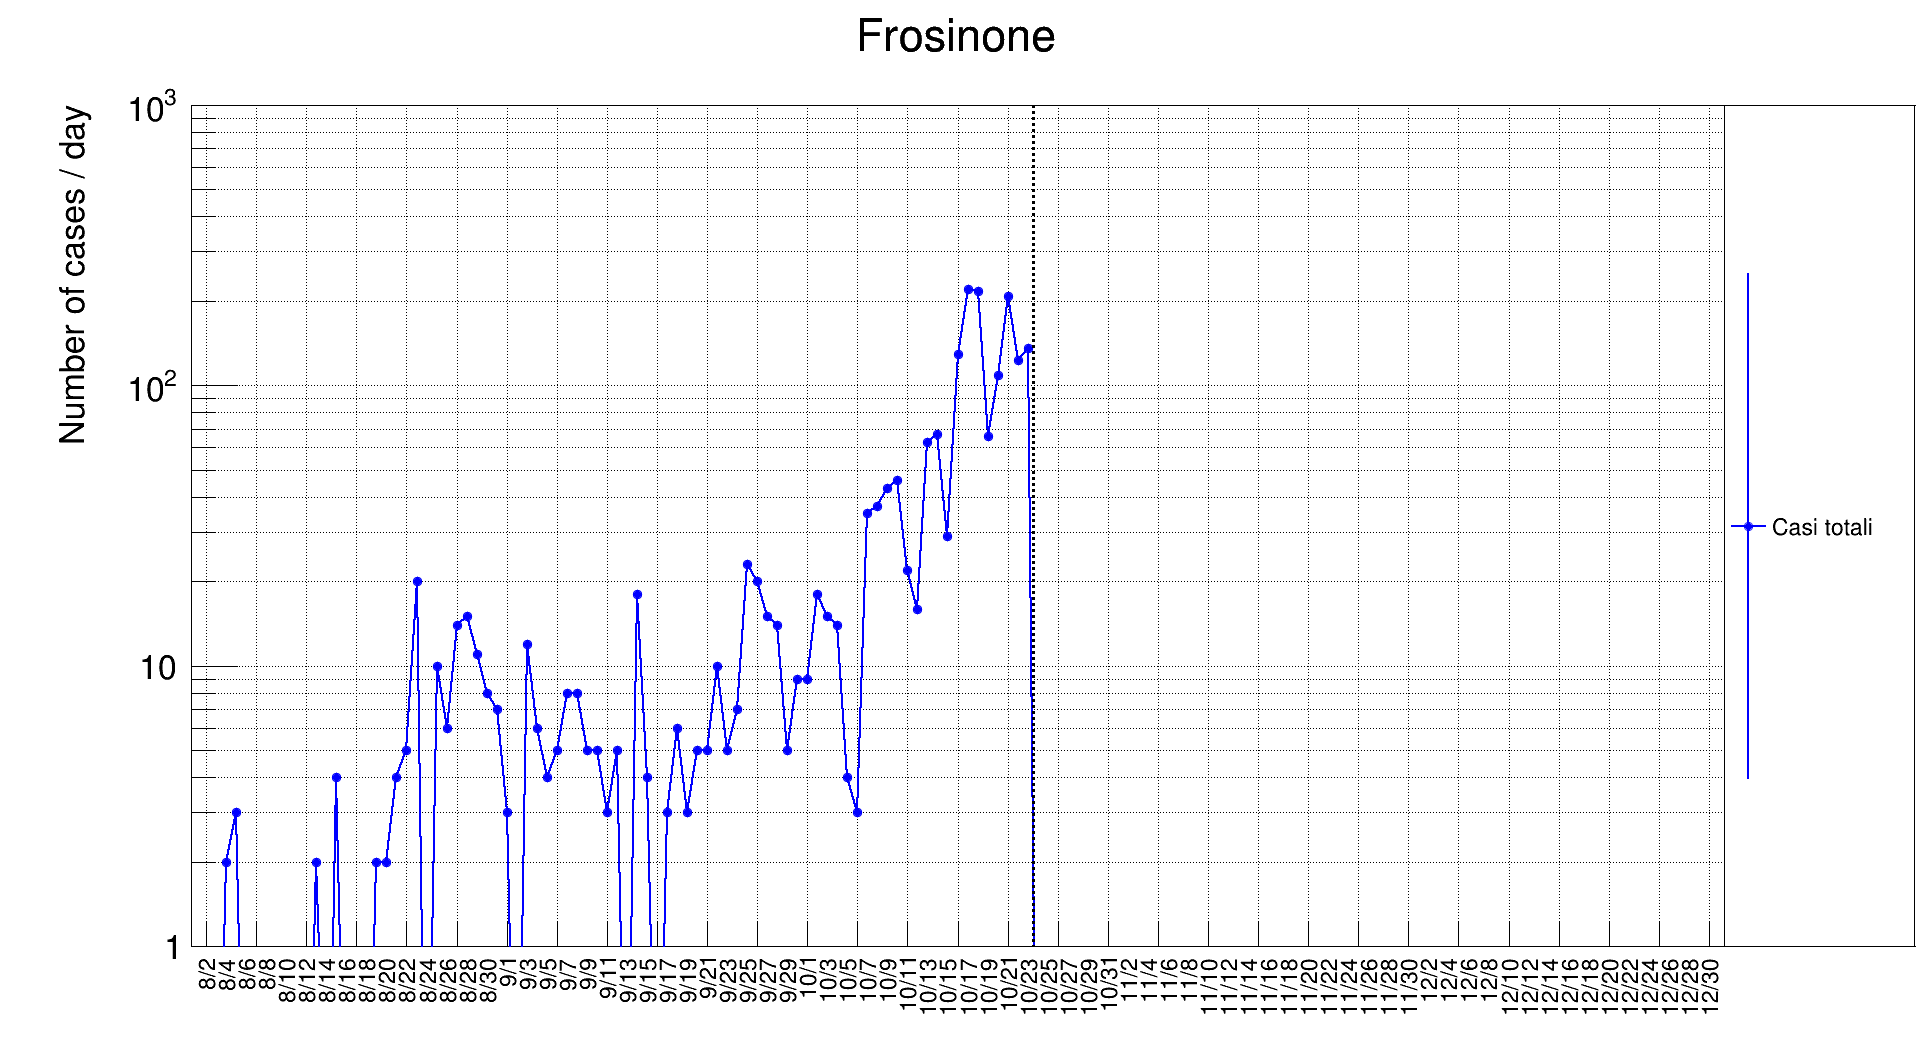 Frosinone
Number of cases / day
10³
10²
10
1
8/2 8/4 8/6 8/8 8/10 8/12 8/14 8/16 8/18 8/20 8/22 8/24 8/26 8/28 8/30 9/1 9/3 9/5 9/7 9/9 9/11 9/13 9/15 9/17 9/19 9/21 9/23 9/25 9/27 9/29 10/1 10/3 10/5 10/7 10/9 10/11 10/13 10/15 10/17 10/19 10/21 10/23 10/25 10/27 10/29 10/31 11/2 11/4 11/6 11/8 11/10 11/12 11/14 11/16 11/18 11/20 11/22 11/24 11/26 11/28 11/30 12/2 12/4 12/6 12/8 12/10 12/12 12/14 12/16 12/18 12/20 12/22 12/24 12/26 12/28 12/30
Casi totali